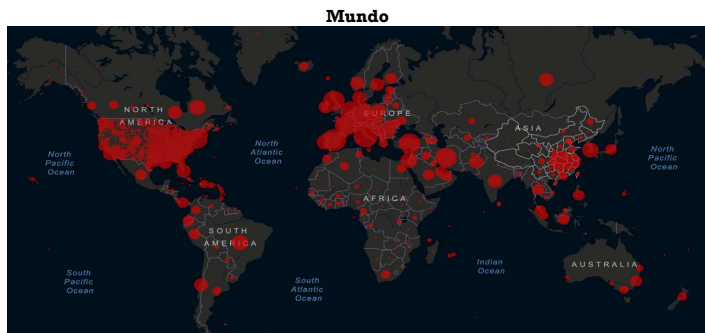 Mundo
NORTH
AMERICA
EUROPE
ASIA
North
Pacific
Ocean
North
Atlantic
Ocean
North
Pacific
Ocean
AFRICA
SOUTH
AMERICA
Indian
Ocean
AUSTRALIA
South
Pacific
Ocean
South
Atlantic
Ocean